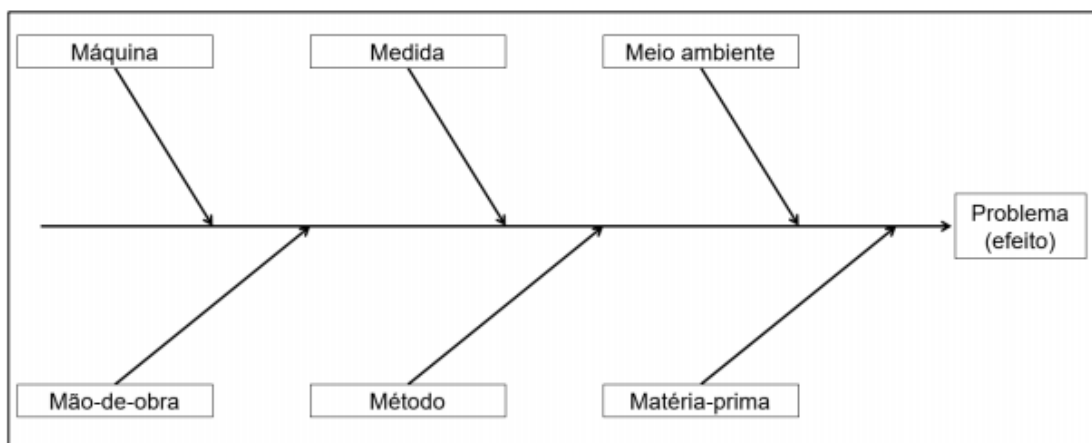 Máquina
Medida
Meio ambiente
Problema
(efeito)
Mão-de-obra
Método
Matéria-prima